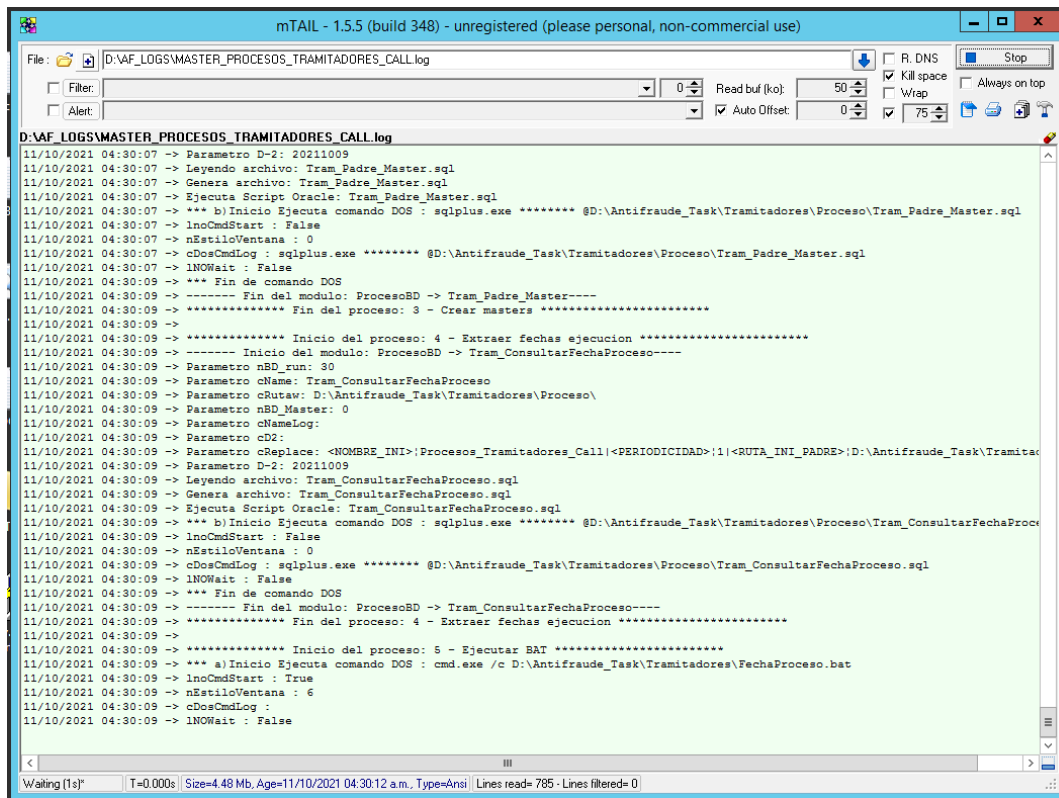 mTAIL - 1.5.5 (build 348) - unregistered (please personal, non-commercial use)
File : D:\AF_LOGS\MASTER_PROCESOS_TRAMITADORES_CALL.log R. DNS Stop
Filter: 0 Read buf (ko): 50 Kill space Always on top
Wrap
Alert: Auto Offset: 0 75
D:\AF_LOGS\MASTER_PROCESOS_TRAMITADORES_CALL.log
11/10/2021 04:30:07 -> Parametro D-2: 20211009
11/10/2021 04:30:07 -> Leyendo archivo: Tram_Padre_Master.sql
11/10/2021 04:30:07 -> Genera archivo: Tram_Padre_Master.sql
11/10/2021 04:30:07 -> Ejecuta Script Oracle: Tram_Padre_Master.sql
11/10/2021 04:30:07 -> *** b)Inicio Ejecuta comando DOS : sqlplus.exe ******** @D:\Antifraude_Task\Tramitadores\Proceso\Tram_Padre_Master.sql
11/10/2021 04:30:07 -> lnoCmdStart : False
11/10/2021 04:30:07 -> nEstiloVentana : 0
11/10/2021 04:30:07 -> cDosCmdLog : sqlplus.exe ******** @D:\Antifraude_Task\Tramitadores\Proceso\Tram_Padre_Master.sql
11/10/2021 04:30:07 -> lNOWait : False
11/10/2021 04:30:09 -> *** Fin de comando DOS
11/10/2021 04:30:09 -> ------- Fin del modulo: ProcesoBD -> Tram_Padre_Master----
11/10/2021 04:30:09 -> ************** Fin del proceso: 3 - Crear masters ************************
11/10/2021 04:30:09 ->
11/10/2021 04:30:09 -> ************** Inicio del proceso: 4 - Extraer fechas ejecucion ************************
11/10/2021 04:30:09 -> ------- Inicio del modulo: ProcesoBD -> Tram_ConsultarFechaProceso----
11/10/2021 04:30:09 -> Parametro nBD_run: 30
11/10/2021 04:30:09 -> Parametro cName: Tram_ConsultarFechaProceso
11/10/2021 04:30:09 -> Parametro cRutaw: D:\Antifraude_Task\Tramitadores\Proceso\
11/10/2021 04:30:09 -> Parametro nBD_Master: 0
11/10/2021 04:30:09 -> Parametro cNameLog:
11/10/2021 04:30:09 -> Parametro cD2:
11/10/2021 04:30:09 -> Parametro cReplace: <NOMBRE_INI>¦Procesos_Tramitadores_Call|<PERIODICIDAD>¦1|<RUTA_INI_PADRE>¦D:\Antifraude_Task\Tramitad
11/10/2021 04:30:09 -> Parametro D-2: 20211009
11/10/2021 04:30:09 -> Leyendo archivo: Tram_ConsultarFechaProceso.sql
11/10/2021 04:30:09 -> Genera archivo: Tram_ConsultarFechaProceso.sql
11/10/2021 04:30:09 -> Ejecuta Script Oracle: Tram_ConsultarFechaProceso.sql
11/10/2021 04:30:09 -> *** b)Inicio Ejecuta comando DOS : sqlplus.exe ******** @D:\Antifraude_Task\Tramitadores\Proceso\Tram_ConsultarFechaProce
11/10/2021 04:30:09 -> lnoCmdStart : False
11/10/2021 04:30:09 -> nEstiloVentana : 0
11/10/2021 04:30:09 -> cDosCmdLog : sqlplus.exe ******** @D:\Antifraude_Task\Tramitadores\Proceso\Tram_ConsultarFechaProceso.sql
11/10/2021 04:30:09 -> lNOWait : False
11/10/2021 04:30:09 -> *** Fin de comando DOS
11/10/2021 04:30:09 -> ------- Fin del modulo: ProcesoBD -> Tram_ConsultarFechaProceso----
11/10/2021 04:30:09 -> ************** Fin del proceso: 4 - Extraer fechas ejecucion ************************
11/10/2021 04:30:09 ->
11/10/2021 04:30:09 -> ************** Inicio del proceso: 5 - Ejecutar BAT ************************
11/10/2021 04:30:09 -> *** a)Inicio Ejecuta comando DOS : cmd.exe /c D:\Antifraude_Task\Tramitadores\FechaProceso.bat
11/10/2021 04:30:09 -> lnoCmdStart : True
11/10/2021 04:30:09 -> nEstiloVentana : 6
11/10/2021 04:30:09 -> cDosCmdLog :
11/10/2021 04:30:09 -> lNOWait : False
Waiting (1s)* T=0.000s Size=4.48 Mb, Age=11/10/2021 04:30:12 a.m., Type=Ansi Lines read= 785 - Lines filtered= 0